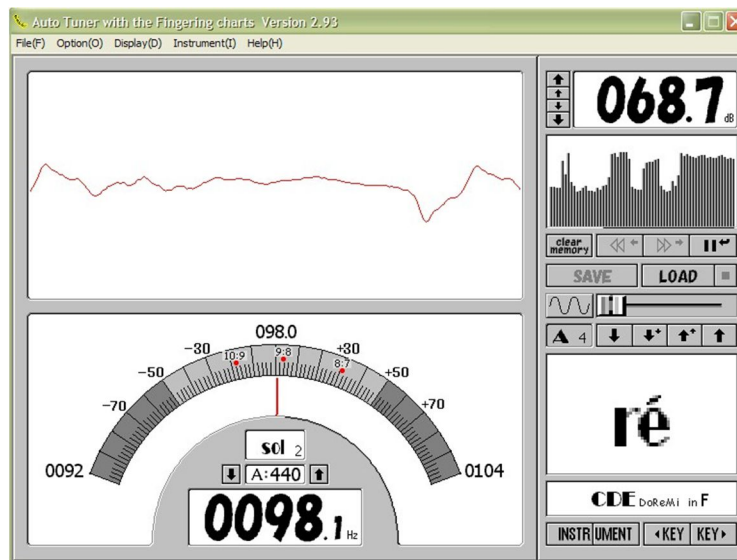 Auto Tuner with the Fingering charts Version 2.93
File(F) Option(O) Display(D) Instrument(I) Help(H)
068.7 dB
clear memory
SAVE LOAD
A 4
098.0
-30 10:9 9:8 8:7 +30
-50 +50
-70 +70
0092 0104
sol 2
A:440
0098.1 Hz
ré
CDE DoReMi in F
INSTRUMENT KEY KEY